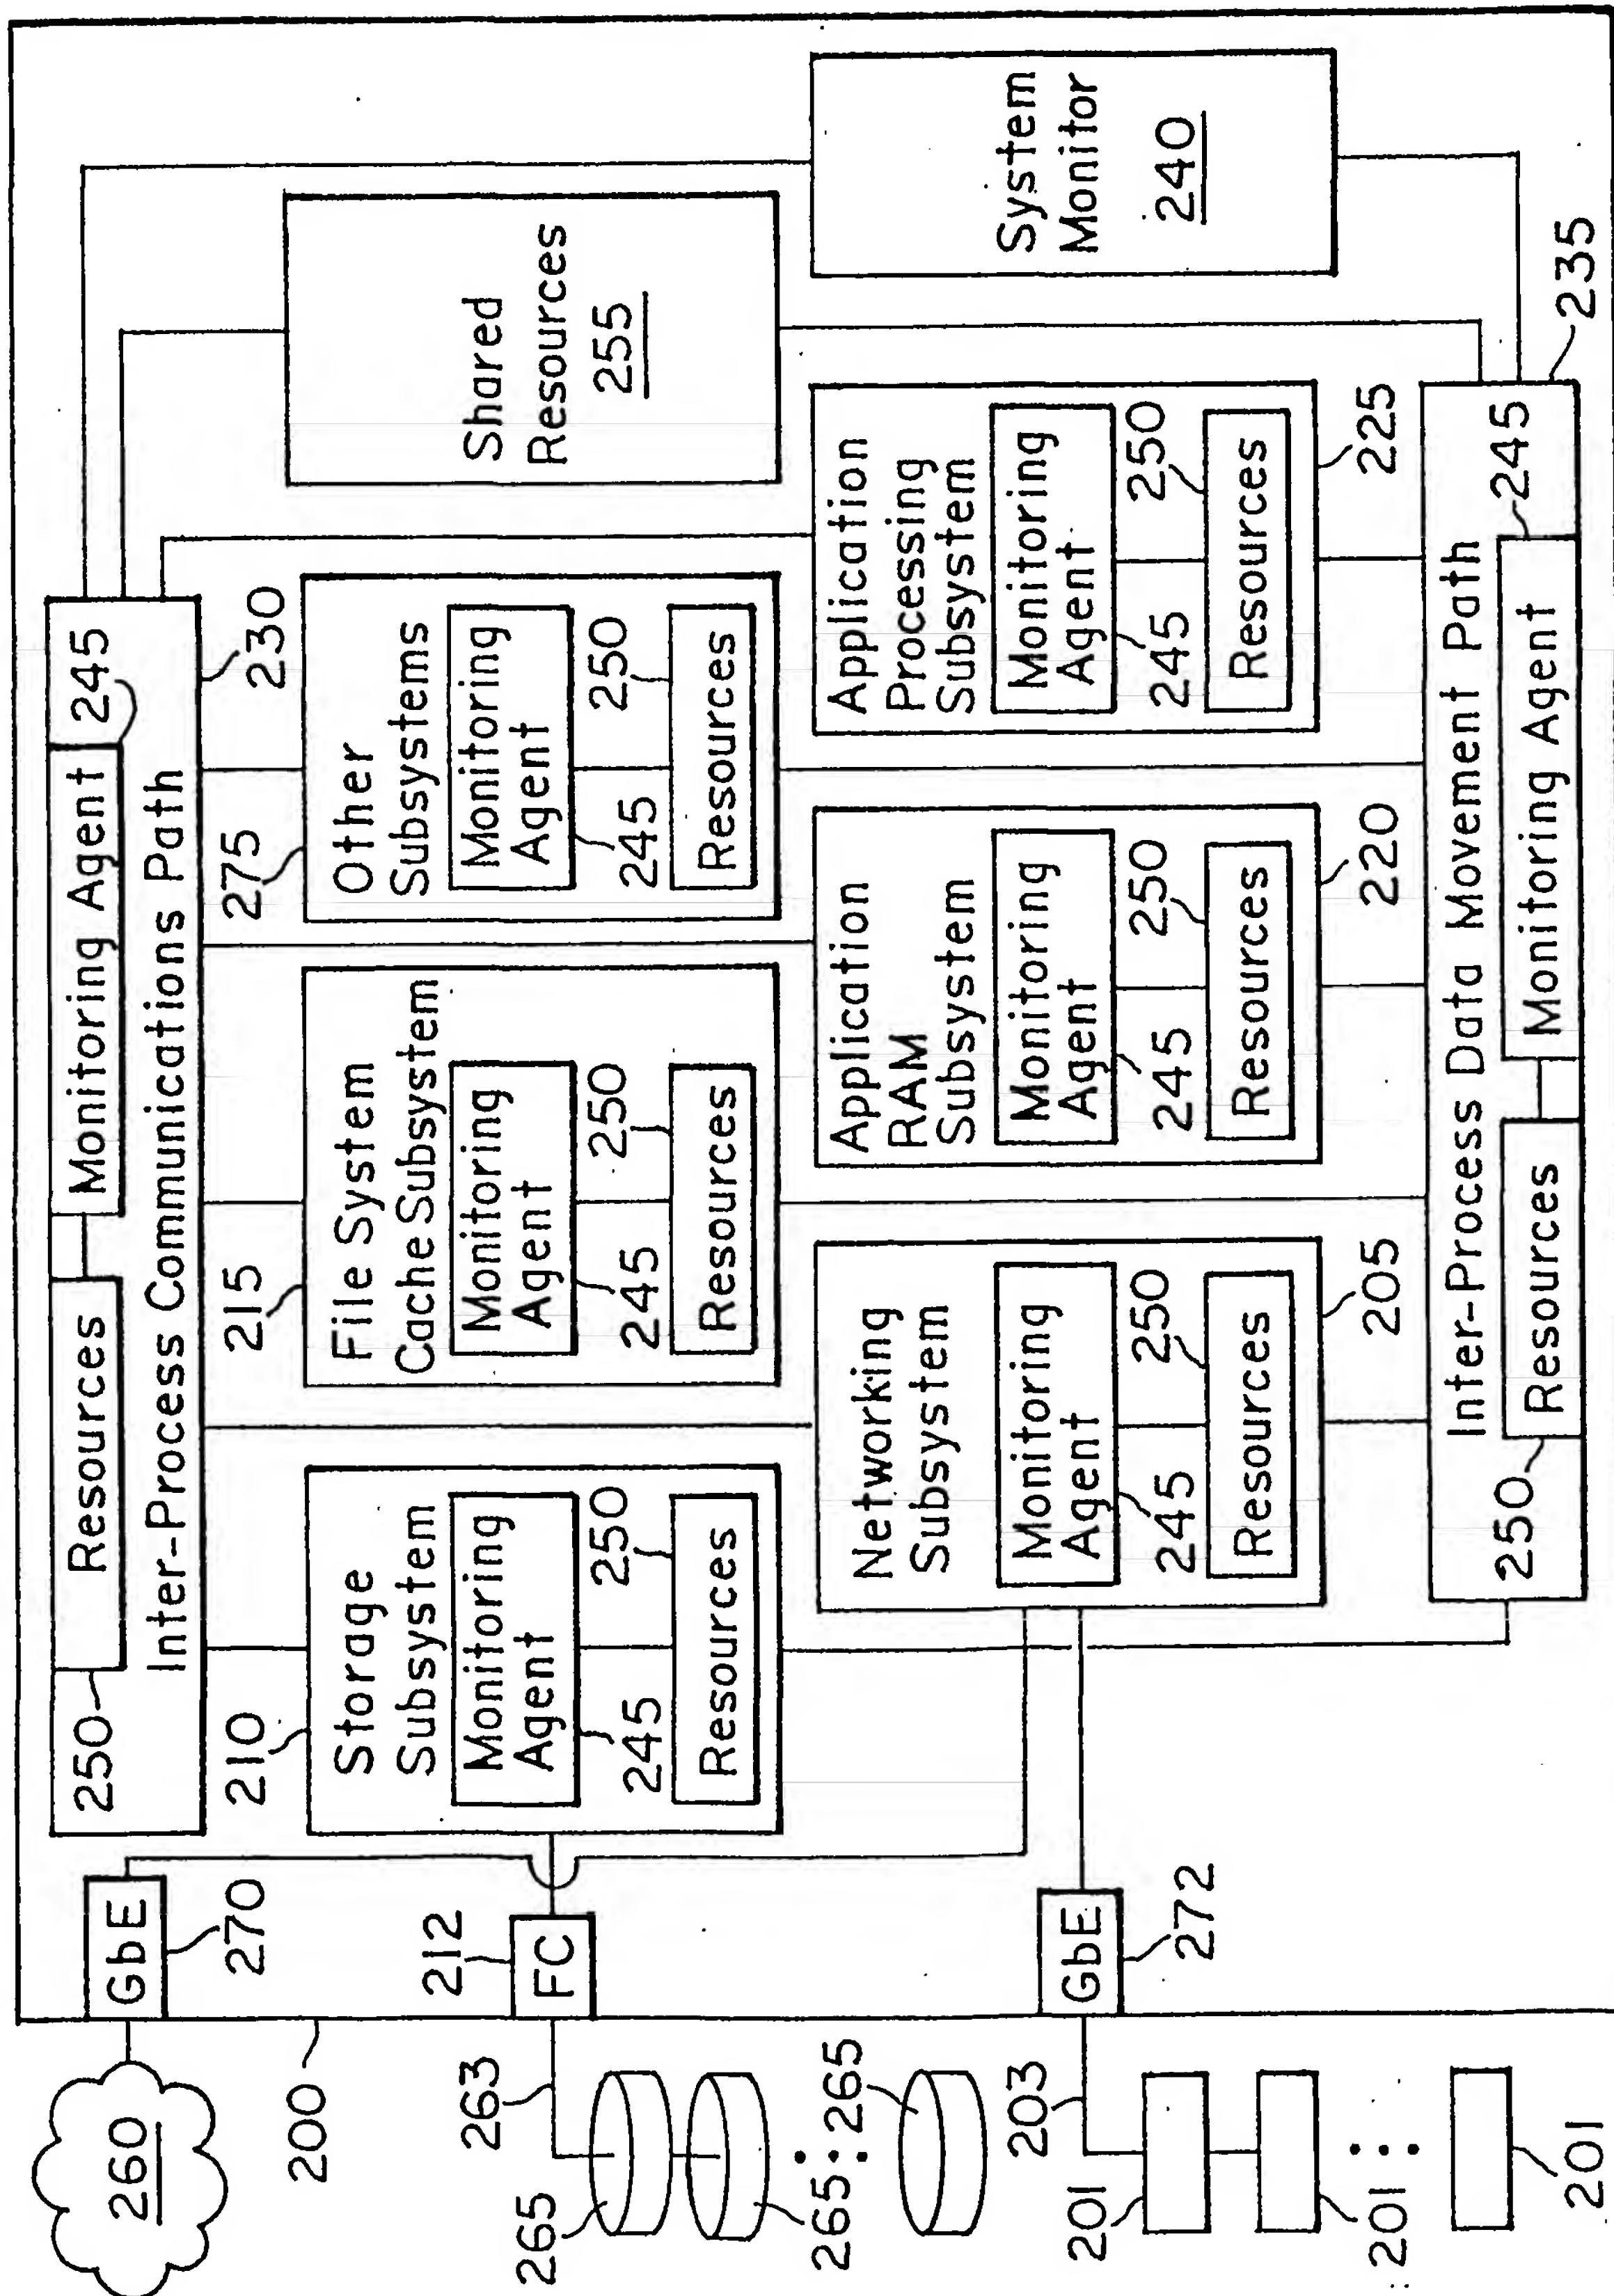 260
200
GbE
270
250
Resources
Monitoring Agent
245
Inter-Process Communications Path
230
210
Storage
Subsystem
Monitoring
Agent
245
250
Resources
215
File System
Cache Subsystem
Monitoring
Agent
245
250
Resources
275
Other
Subsystems
Monitoring
Agent
245
250
Resources
Shared
Resources
255
263
212
FC
265
265
265
Networking
Subsystem
Monitoring
Agent
245
250
Resources
205
Application
RAM
Subsystem
Monitoring
Agent
245
250
Resources
220
Application
Processing
Subsystem
Monitoring
Agent
245
250
Resources
225
System
Monitor
240
203
GbE
272
201
201
201
Inter-Process Data Movement Path
235
250
Resources
Monitoring Agent
245